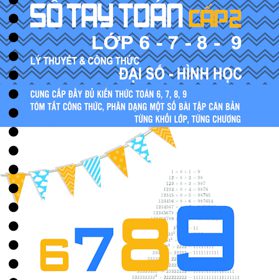 SỔ TAY TOÁN CẤP 2
LỚP 6 - 7 - 8 - 9
LÝ THUYẾT & CÔNG THỨC
ĐẠI SỐ - HÌNH HỌC
CUNG CẤP ĐẦY ĐỦ KIẾN THỨC TOÁN 6, 7, 8, 9
TÓM TẮT CÔNG THỨC, PHÂN DẠNG MỘT SỐ BÀI TẬP CĂN BẢN
TỪNG KHỐI LỚP, TỪNG CHƯƠNG
6789